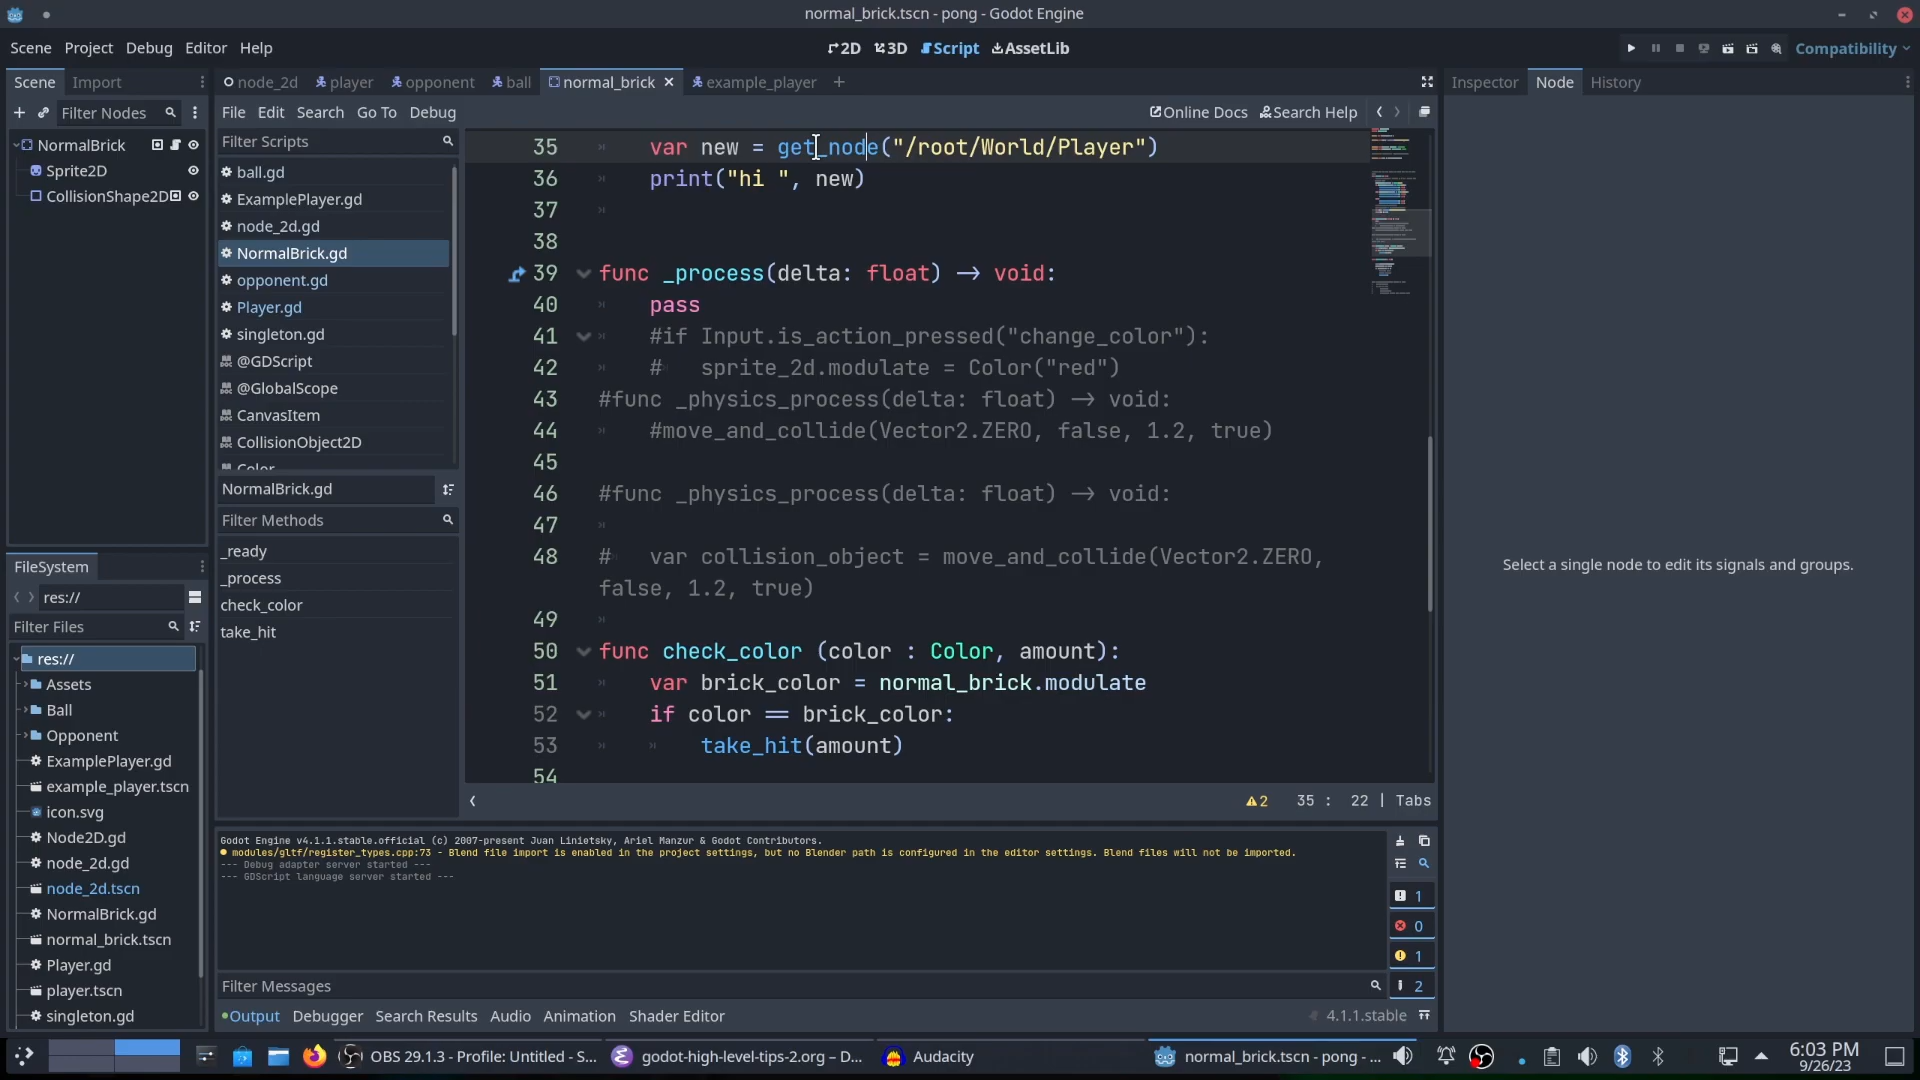 normal_brick.tscn - pong - Godot Engine
Scene Project Debug Editor Help
2D 3D Script AssetLib
Compatibility
Scene Import
node_2d player opponent ball normal_brick example_player
Inspector Node History
Filter Nodes
File Edit Search Go To Debug
Online Docs Search Help
NormalBrick
Sprite2D
CollisionShape2D
Filter Scripts
ball.gd
ExamplePlayer.gd
node_2d.gd
NormalBrick.gd
opponent.gd
Player.gd
singleton.gd
@GDScript
@GlobalScope
CanvasItem
CollisionObject2D
Color
NormalBrick.gd
Filter Methods
_ready
_process
check_color
take_hit
35 var new = get_node("/root/World/Player")
36 print("hi ", new)
37
38
39 func _process(delta: float) -> void:
40 pass
41 #if Input.is_action_pressed("change_color"):
42 # sprite_2d.modulate = Color("red")
43 #func _physics_process(delta: float) -> void:
44 #move_and_collide(Vector2.ZERO, false, 1.2, true)
45
46 #func _physics_process(delta: float) -> void:
47
48 # var collision_object = move_and_collide(Vector2.ZERO,
false, 1.2, true)
49
50 func check_color (color : Color, amount):
51 var brick_color = normal_brick.modulate
52 if color == brick_color:
53 take_hit(amount)
54
2 35 : 22 | Tabs
Select a single node to edit its signals and groups.
FileSystem
res://
Filter Files
res://
Assets
Ball
Opponent
ExamplePlayer.gd
example_player.tscn
icon.svg
Node2D.gd
node_2d.gd
node_2d.tscn
NormalBrick.gd
normal_brick.tscn
Player.gd
player.tscn
singleton.gd
Godot Engine v4.1.1.stable.official (c) 2007-present Juan Linietsky, Ariel Manzur & Godot Contributors.
modules/gltf/register_types.cpp:73 - Blend file import is enabled in the project settings, but no Blender path is configured in the editor settings. Blend files will not be imported.
--- Debug adapter server started ---
--- GDScript language server started ---
1
0
1
2
Filter Messages
Output Debugger Search Results Audio Animation Shader Editor
4.1.1.stable
OBS 29.1.3 - Profile: Untitled - S... godot-high-level-tips-2.org – D... Audacity normal_brick.tscn - pong - ...
6:03 PM
9/26/23